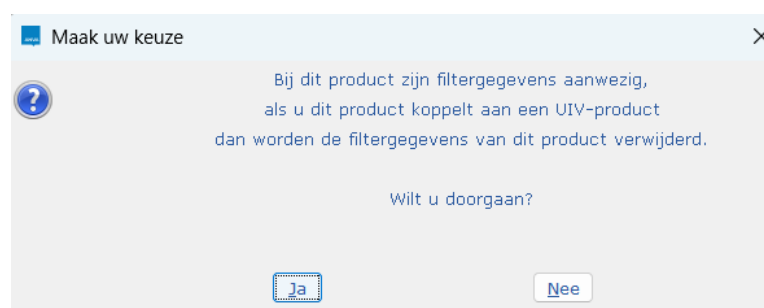 Maak uw keuze
Bij dit product zijn filtergegevens aanwezig,
als u dit product koppelt aan een UIV-product
dan worden de filtergegevens van dit product verwijderd.
Wilt u doorgaan?
Ja
Nee